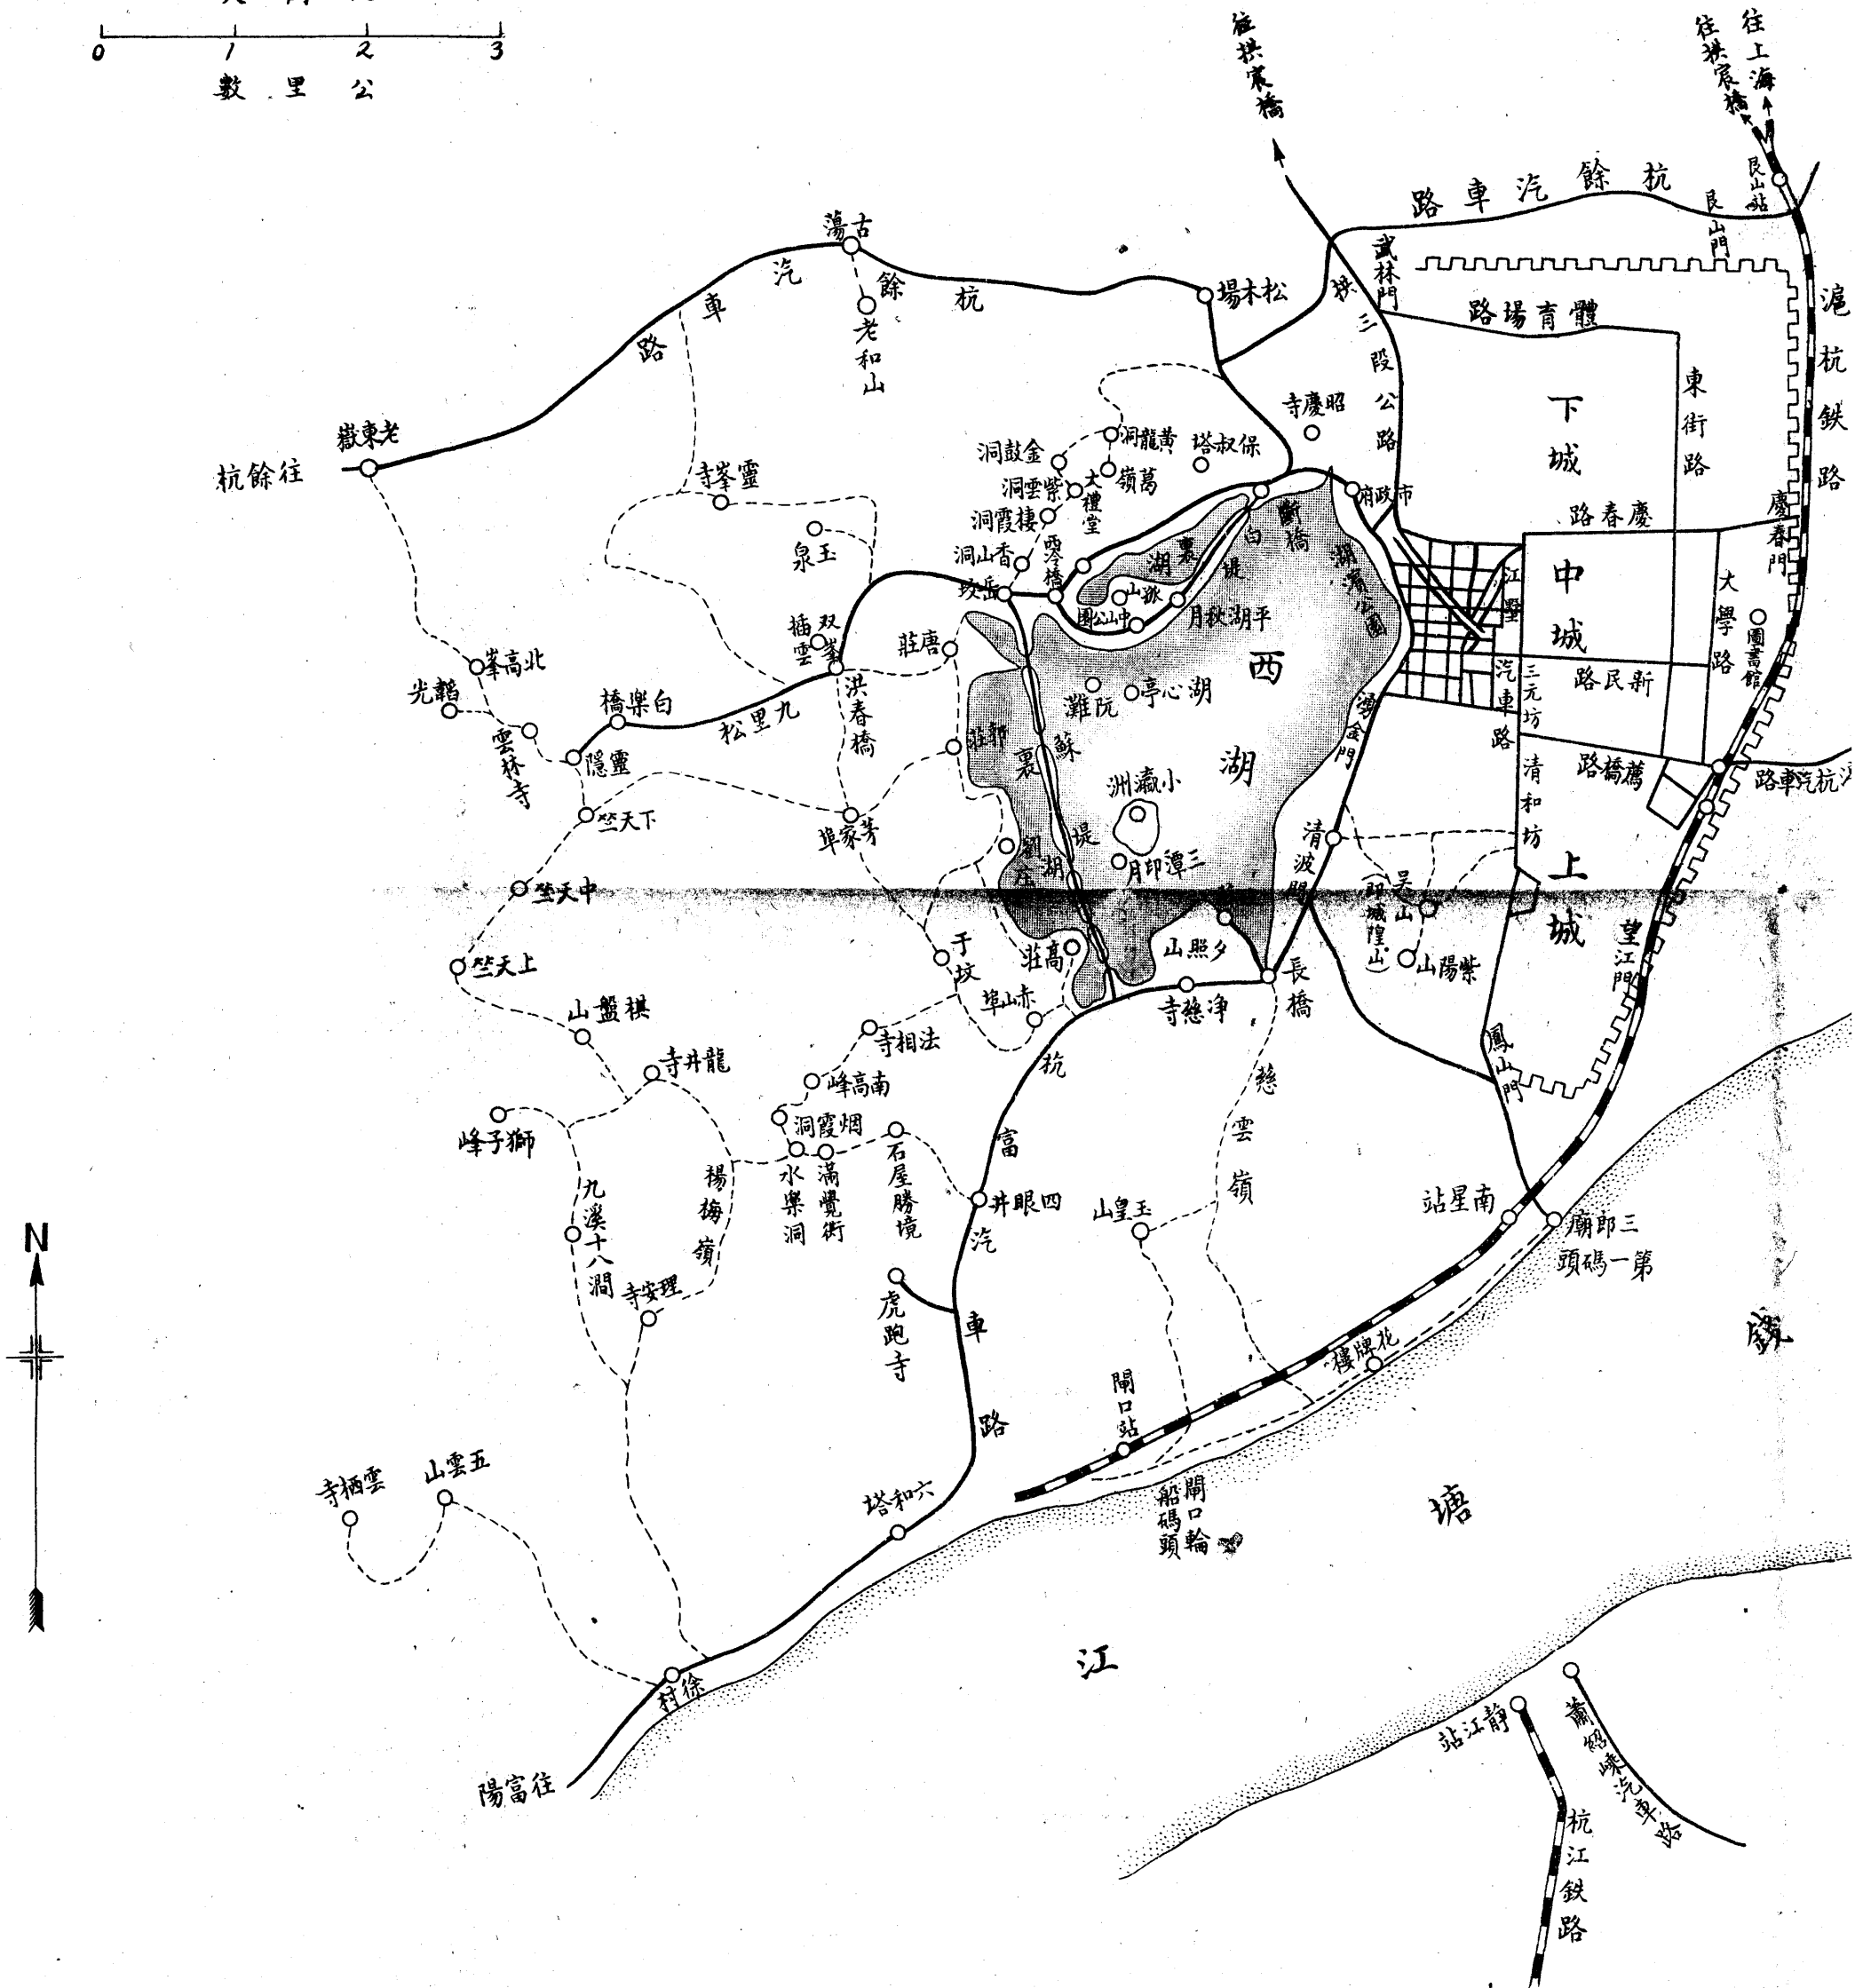 0 1 2 3
數里公
往拱宸橋
往拱宸橋
往上海
艮山站
艮山門
路車汽餘杭
武林門
滬杭鉄路
拱三段公路
路場育體
東街路
下城
蕩古
老和山
杭餘汽車路
場木松
嶽東老
杭餘往
寺慶昭
塔叔保
洞龍黃
嶺葛
洞鼓金
洞雲紫
大禮堂
洞霞棲
洞山香
西冷橋
坟岳
寺峯靈
泉玉
双峯插雲
洪春橋
斷橋
白堤
裏湖
山孤
園公山中
月秋湖平
市政府
湖濱公園
路春慶
慶春門
中城
江墅
汽車路
大學路
圖書館
路民新
三元坊
路橋薦
清和坊
上城
望江門
湧金門
清波門
西湖
亭心湖
灘阮
洲瀛小
月印潭三
蘇堤
裏湖
莊唐
莊郭
劉庄
莊高
埠家茅
于坟
埠山赤
山照夕
寺慈净
長橋
吳山
(即城隍山)
山陽紫
鳳山門
峯高北
光韜
雲林寺
橋樂白
松里九
隱靈
竺天下
竺天中
竺天上
山盤棋
寺井龍
峰子獅
九溪十八澗
楊梅嶺
寺安理
寺相法
峰高南
洞霞烟
水樂洞
滿覺衖
石屋勝境
井眼四
虎跑寺
杭富汽車路
慈雲嶺
山皇玉
站星南
廟郎三
頭碼一第
樓牌花
閘口站
閘口輪
船碼頭
塔和六
寺栖雲
山雲五
村徐
陽富往
錢塘江
站江靜
蕭紹嵊汽車路
杭江鉄路
N